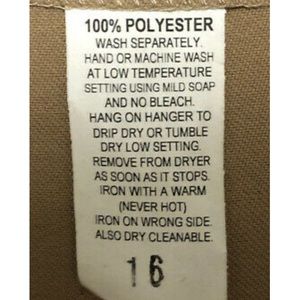 100% POLYESTER
WASH SEPARATELY.
HAND OR MACHINE WASH
AT LOW TEMPERATURE
SETTING USING MILD SOAP
AND NO BLEACH.
HANG ON HANGER TO
DRIP DRY OR TUMBLE
DRY LOW SETTING.
REMOVE FROM DRYER
AS SOON AS IT STOPS.
IRON WITH A WARM
(NEVER HOT)
IRON ON WRONG SIDE.
ALSO DRY CLEANABLE.
16